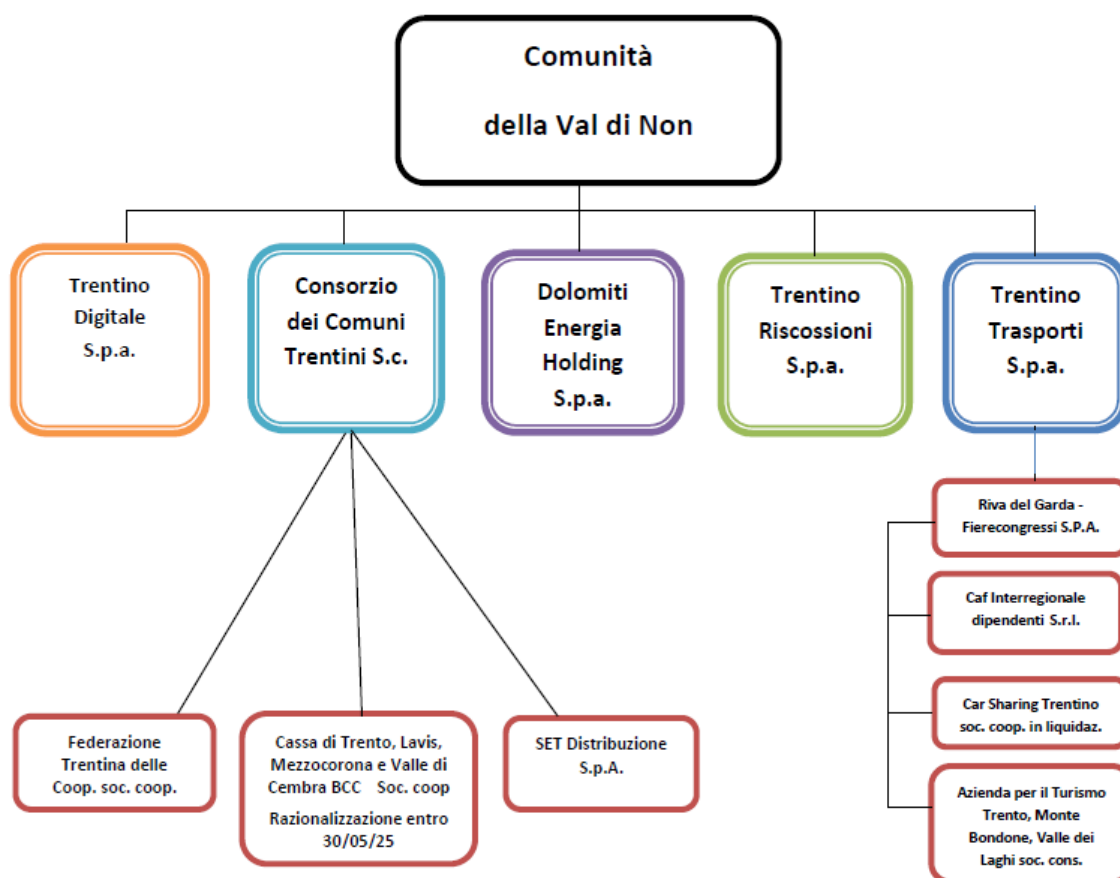 Comunità
della Val di Non
Trentino
Digitale
S.p.a.
Consorzio
dei Comuni
Trentini S.c.
Dolomiti
Energia
Holding
S.p.a.
Trentino
Riscossioni
S.p.a.
Trentino
Trasporti
S.p.a.
Riva del Garda -
Fierecongressi S.P.A.
Caf Interregionale
dipendenti S.r.l.
Car Sharing Trentino
soc. coop. in liquidaz.
Azienda per il Turismo
Trento, Monte
Bondone, Valle dei
Laghi soc. cons.
Federazione
Trentina delle
Coop. soc. coop.
Cassa di Trento, Lavis,
Mezzocorona e Valle di
Cembra BCC Soc. coop
Razionalizzazione entro
30/05/25
SET Distribuzione
S.p.A.